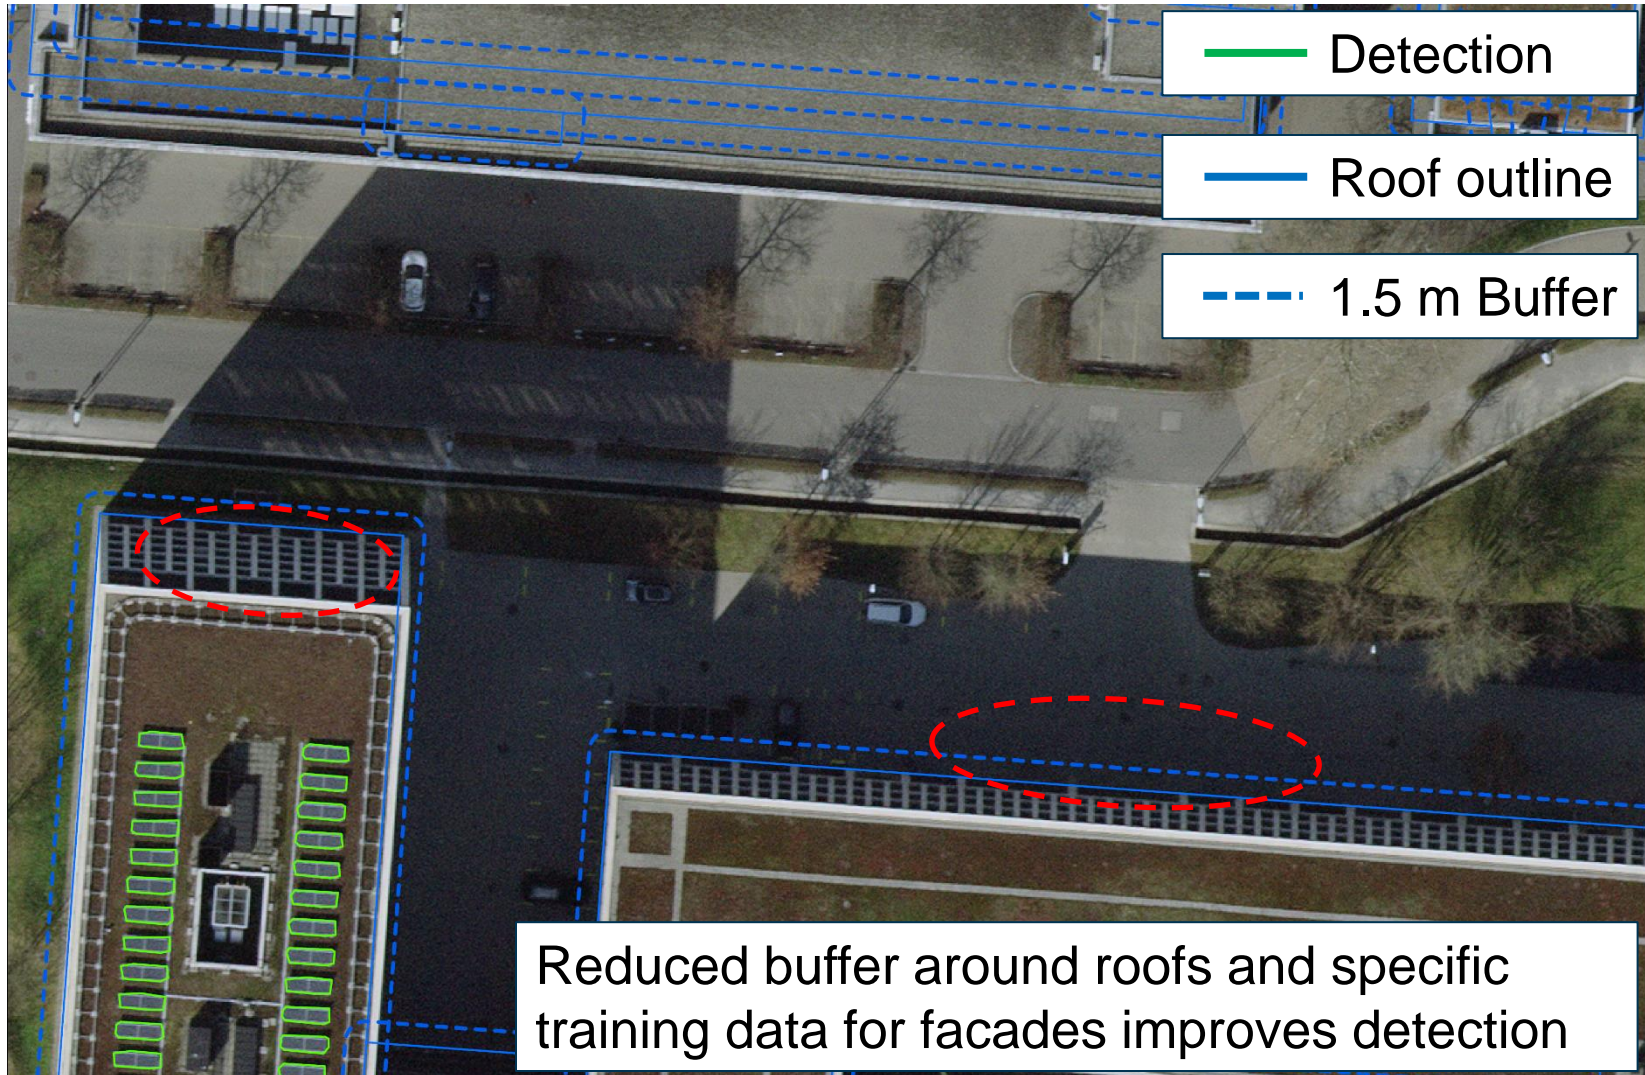 Detection
Roof outline
1.5 m Buffer
Reduced buffer around roofs and specific
training data for facades improves detection